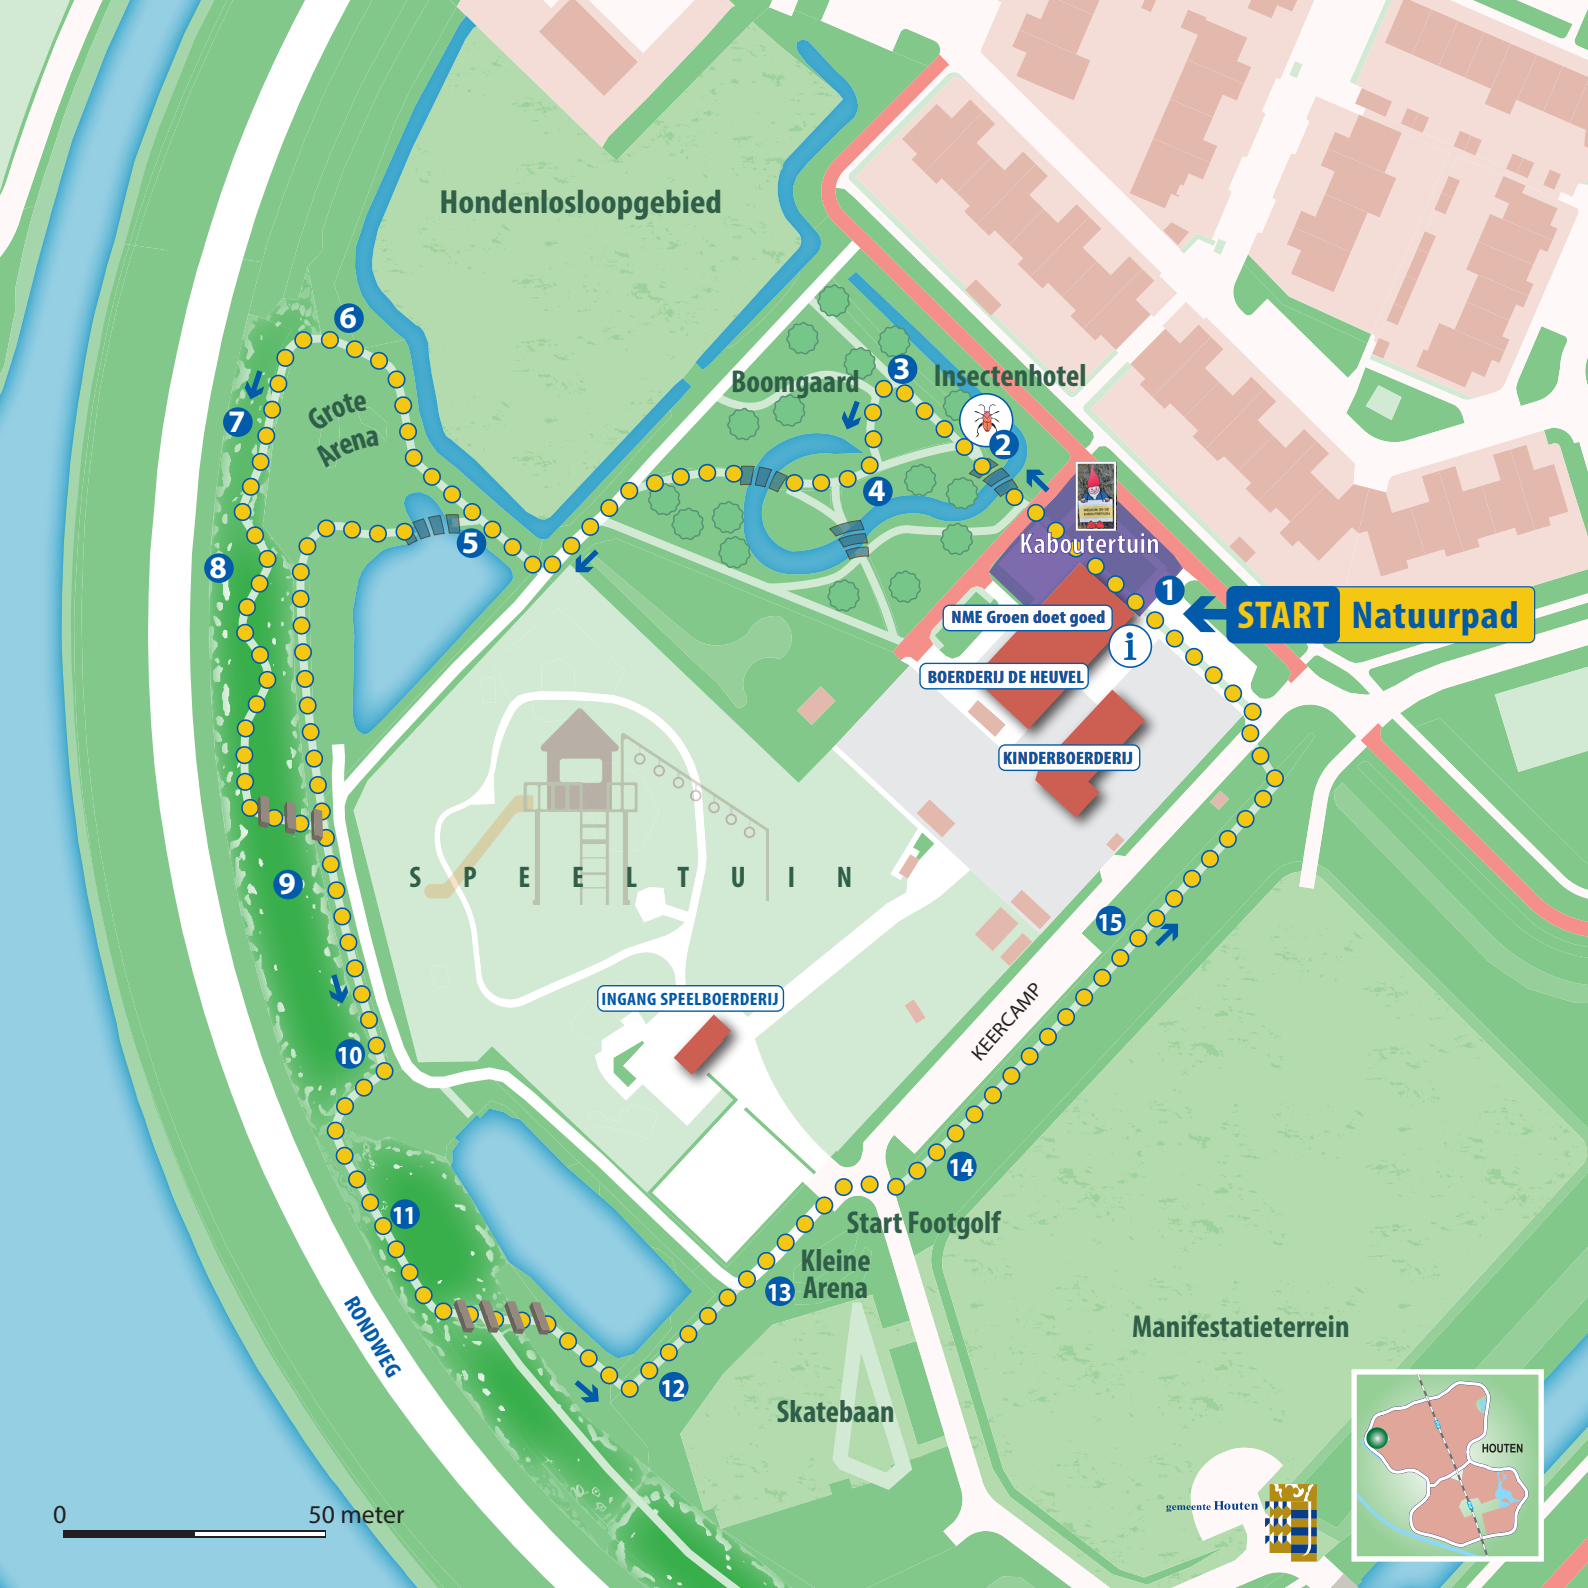 Hondenlosloopgebied
6
3
Boomgaard
Insectenhotel
7
Grote
Arena
2
4
5
Kaboutertuin
8
1
START Natuurpad
NME Groen doet goed
i
BOERDERIJ DE HEUVEL
KINDERBOERDERIJ
SPEELTUIN
9
15
INGANG SPEELBOERDERIJ
KEERCAMP
10
14
11
Start Footgolf
Kleine
Arena
13
RONDWEG
Manifestatieterrein
12
Skatebaan
HOUTEN
gemeente Houten
0 50 meter